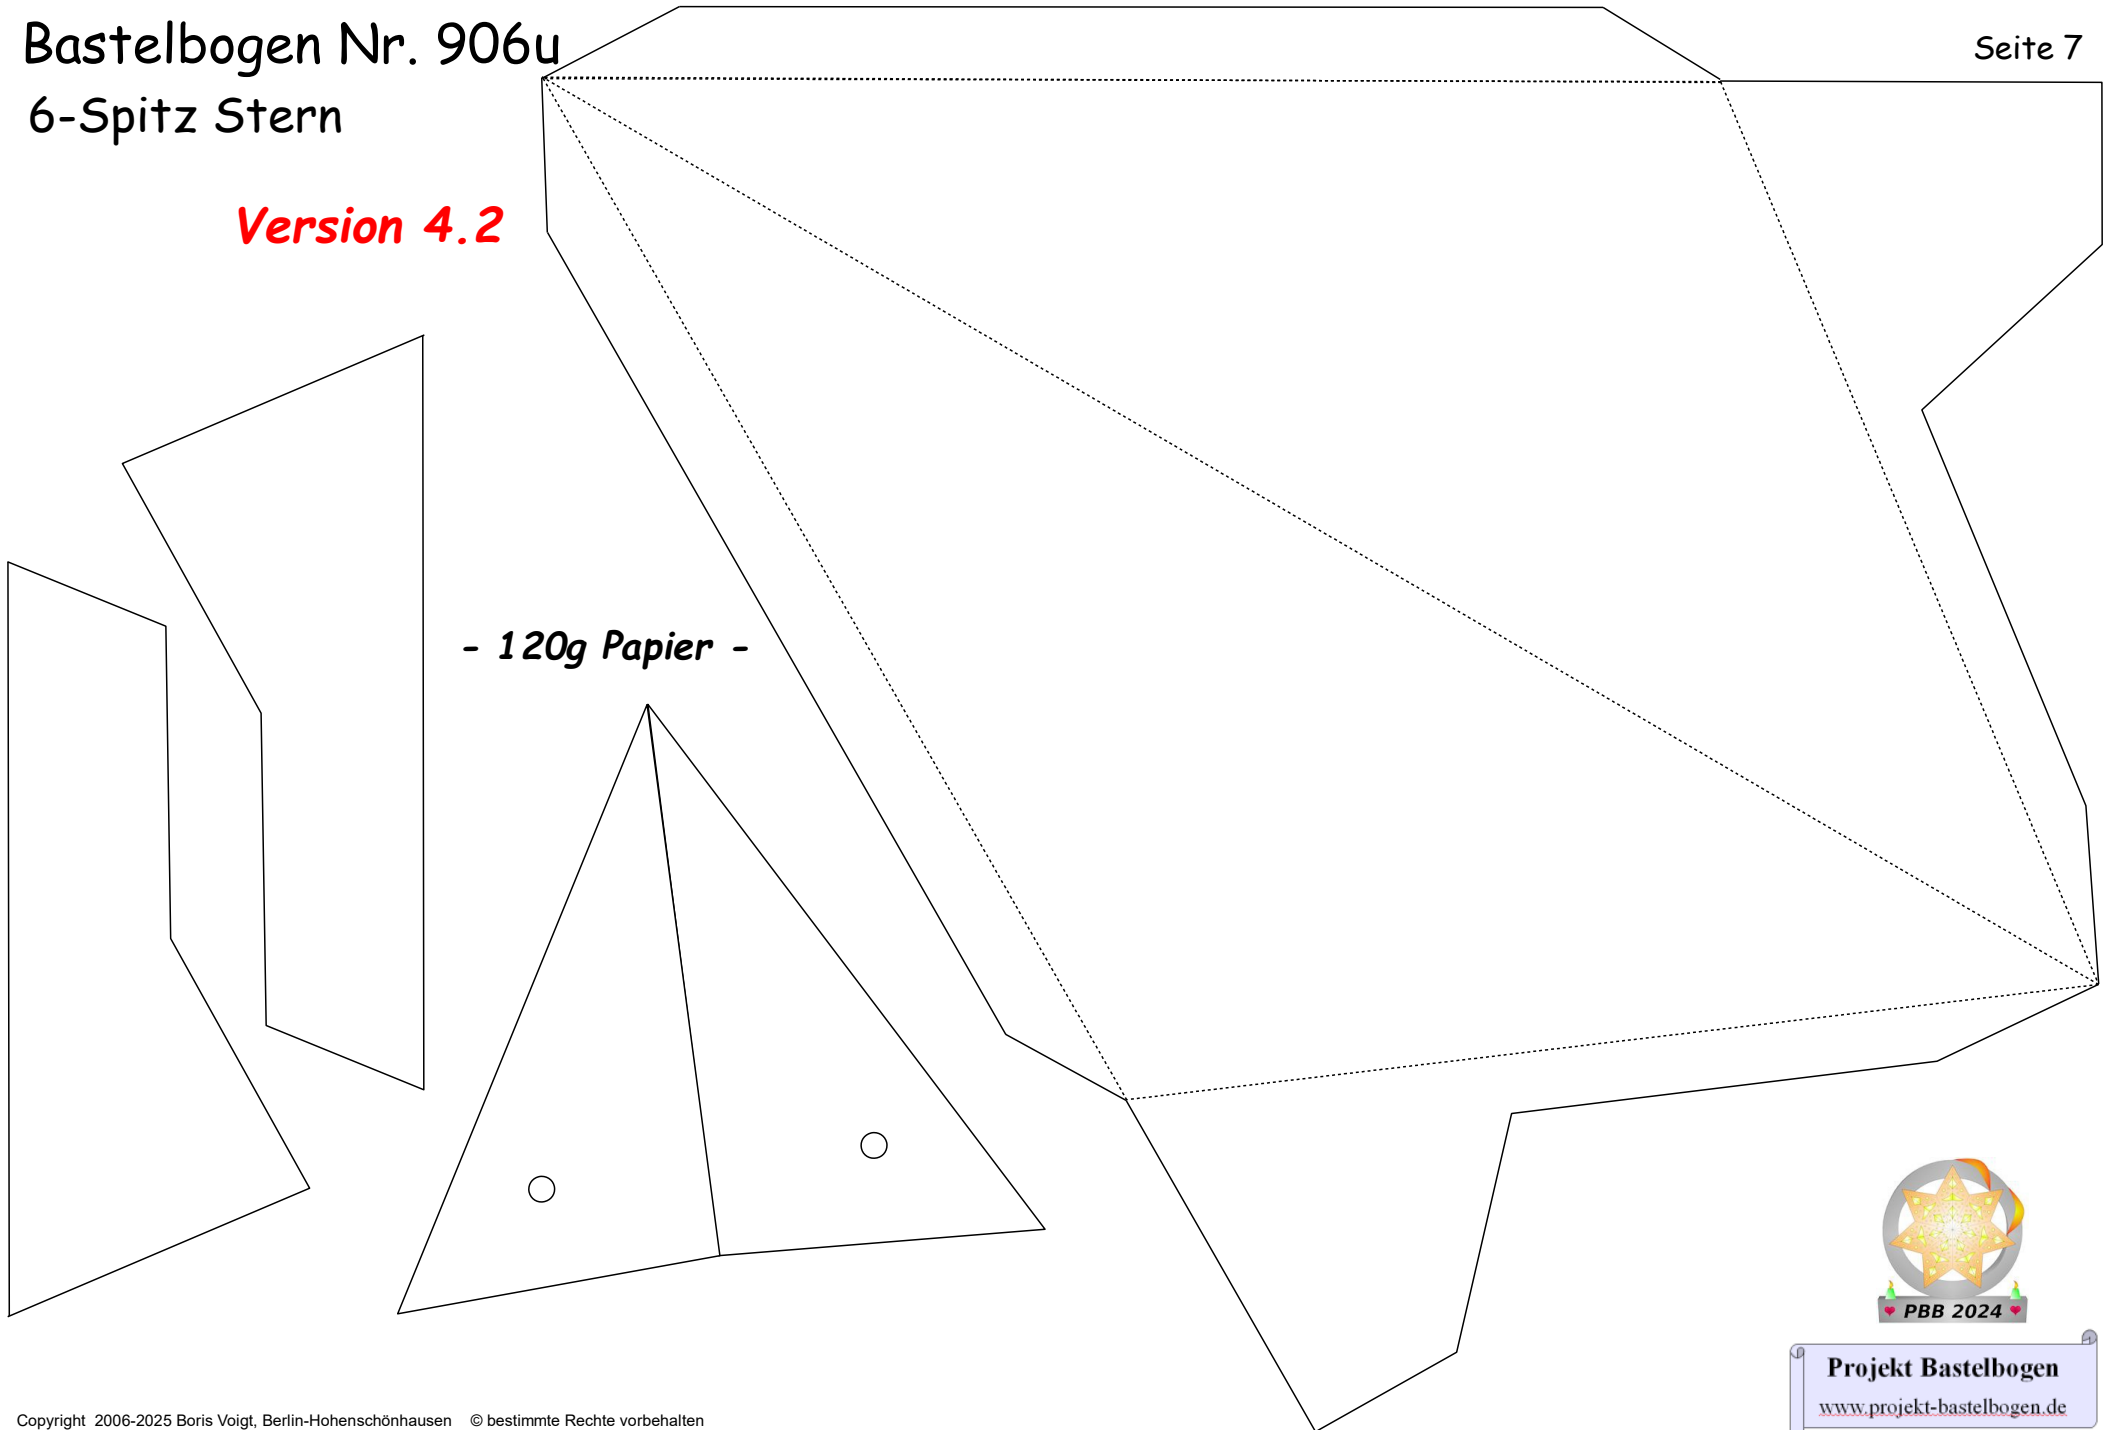 Bastelbogen Nr. 906u
Seite 7
6-Spitz Stern
Version 4.2
- 120g Papier -
PBB 2024
Projekt Bastelbogen
www.projekt-bastelbogen.de
Copyright 2006-2025 Boris Voigt, Berlin-Hohenschönhausen © bestimmte Rechte vorbehalten